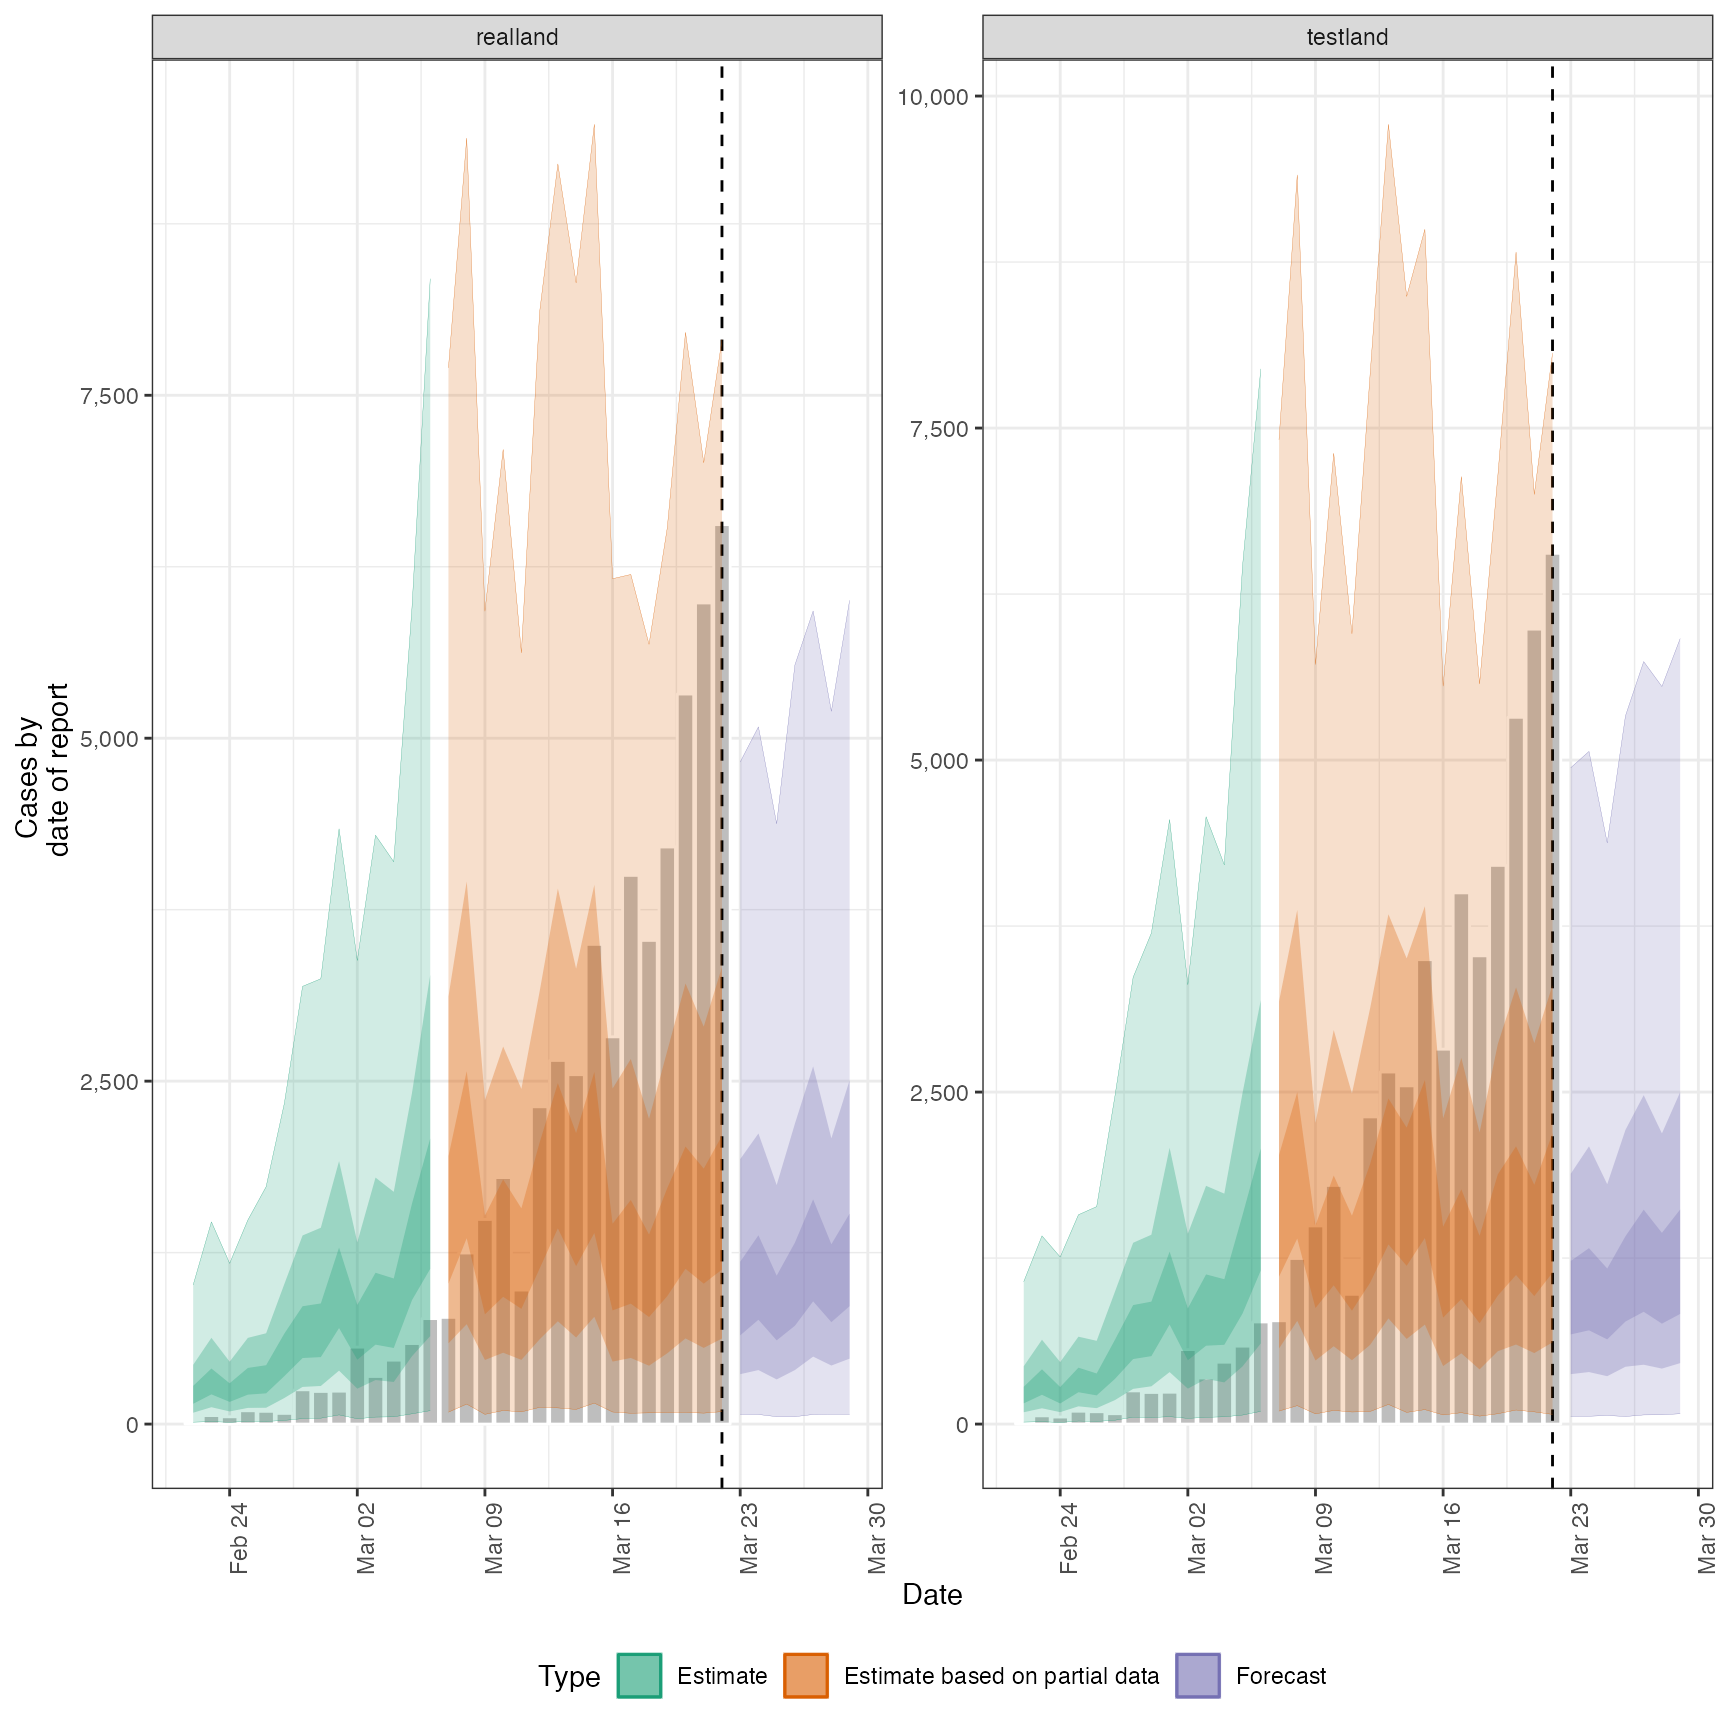 realland
testland
Cases by
date of report
7,500
5,000
2,500
0
10,000
7,500
5,000
2,500
0
Feb 24
Mar 02
Mar 09
Mar 16
Mar 23
Mar 30
Feb 24
Mar 02
Mar 09
Mar 16
Mar 23
Mar 30
Date
Type Estimate Estimate based on partial data Forecast